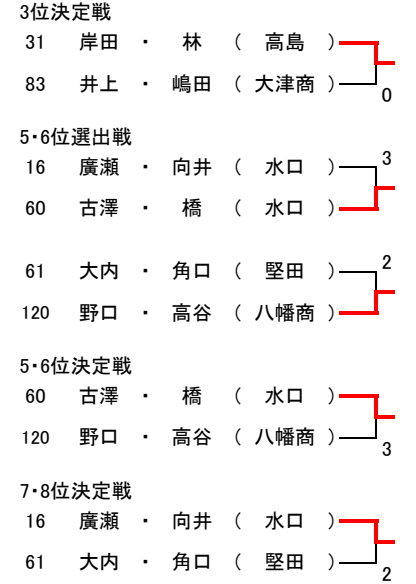 3位決定戦
31 岸田 ・ 林 ( 高島 )
83 井上 ・ 嶋田 ( 大津商 )
0
5・6位選出戦
3
16 廣瀬 ・ 向井 ( 水口 )
60 古澤 ・ 橋 ( 水口 )
2
61 大内 ・ 角口 ( 堅田 )
120 野口 ・ 高谷 ( 八幡商 )
5・6位決定戦
60 古澤 ・ 橋 ( 水口 )
120 野口 ・ 高谷 ( 八幡商 )
3
7・8位決定戦
16 廣瀬 ・ 向井 ( 水口 )
61 大内 ・ 角口 ( 堅田 )
2